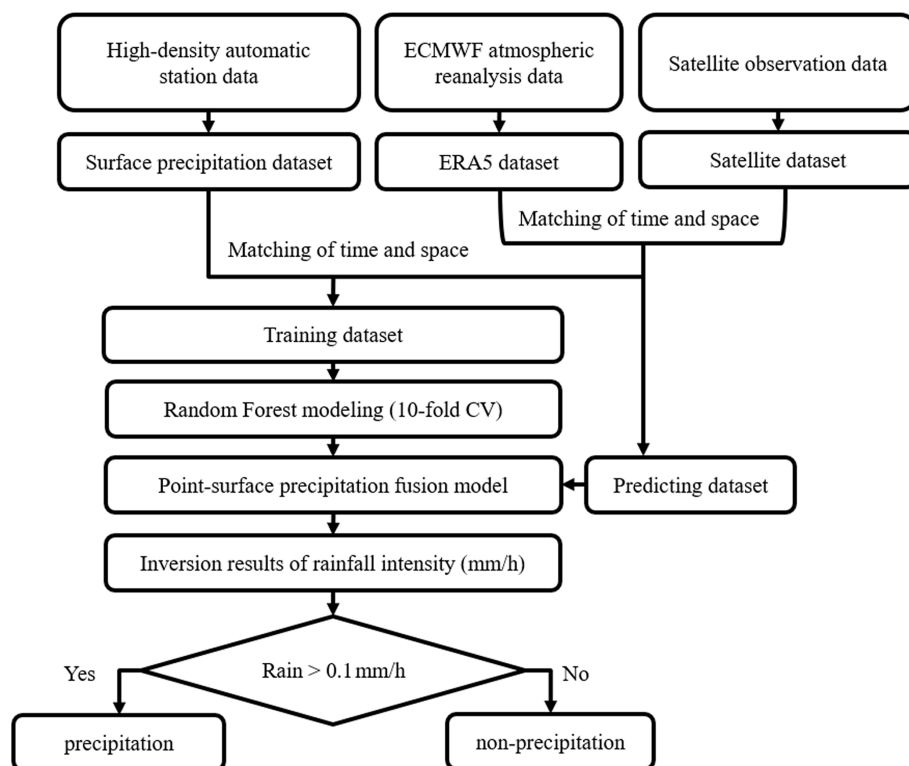 High-density automatic
station data
ECMWF atmospheric
reanalysis data
Satellite observation data
Surface precipitation dataset
ERA5 dataset
Satellite dataset
Matching of time and space
Matching of time and space
Training dataset
Random Forest modeling (10-fold CV)
Point-surface precipitation fusion model
Predicting dataset
Inversion results of rainfall intensity (mm/h)
Rain > 0.1 mm/h
Yes
No
precipitation
non-precipitation